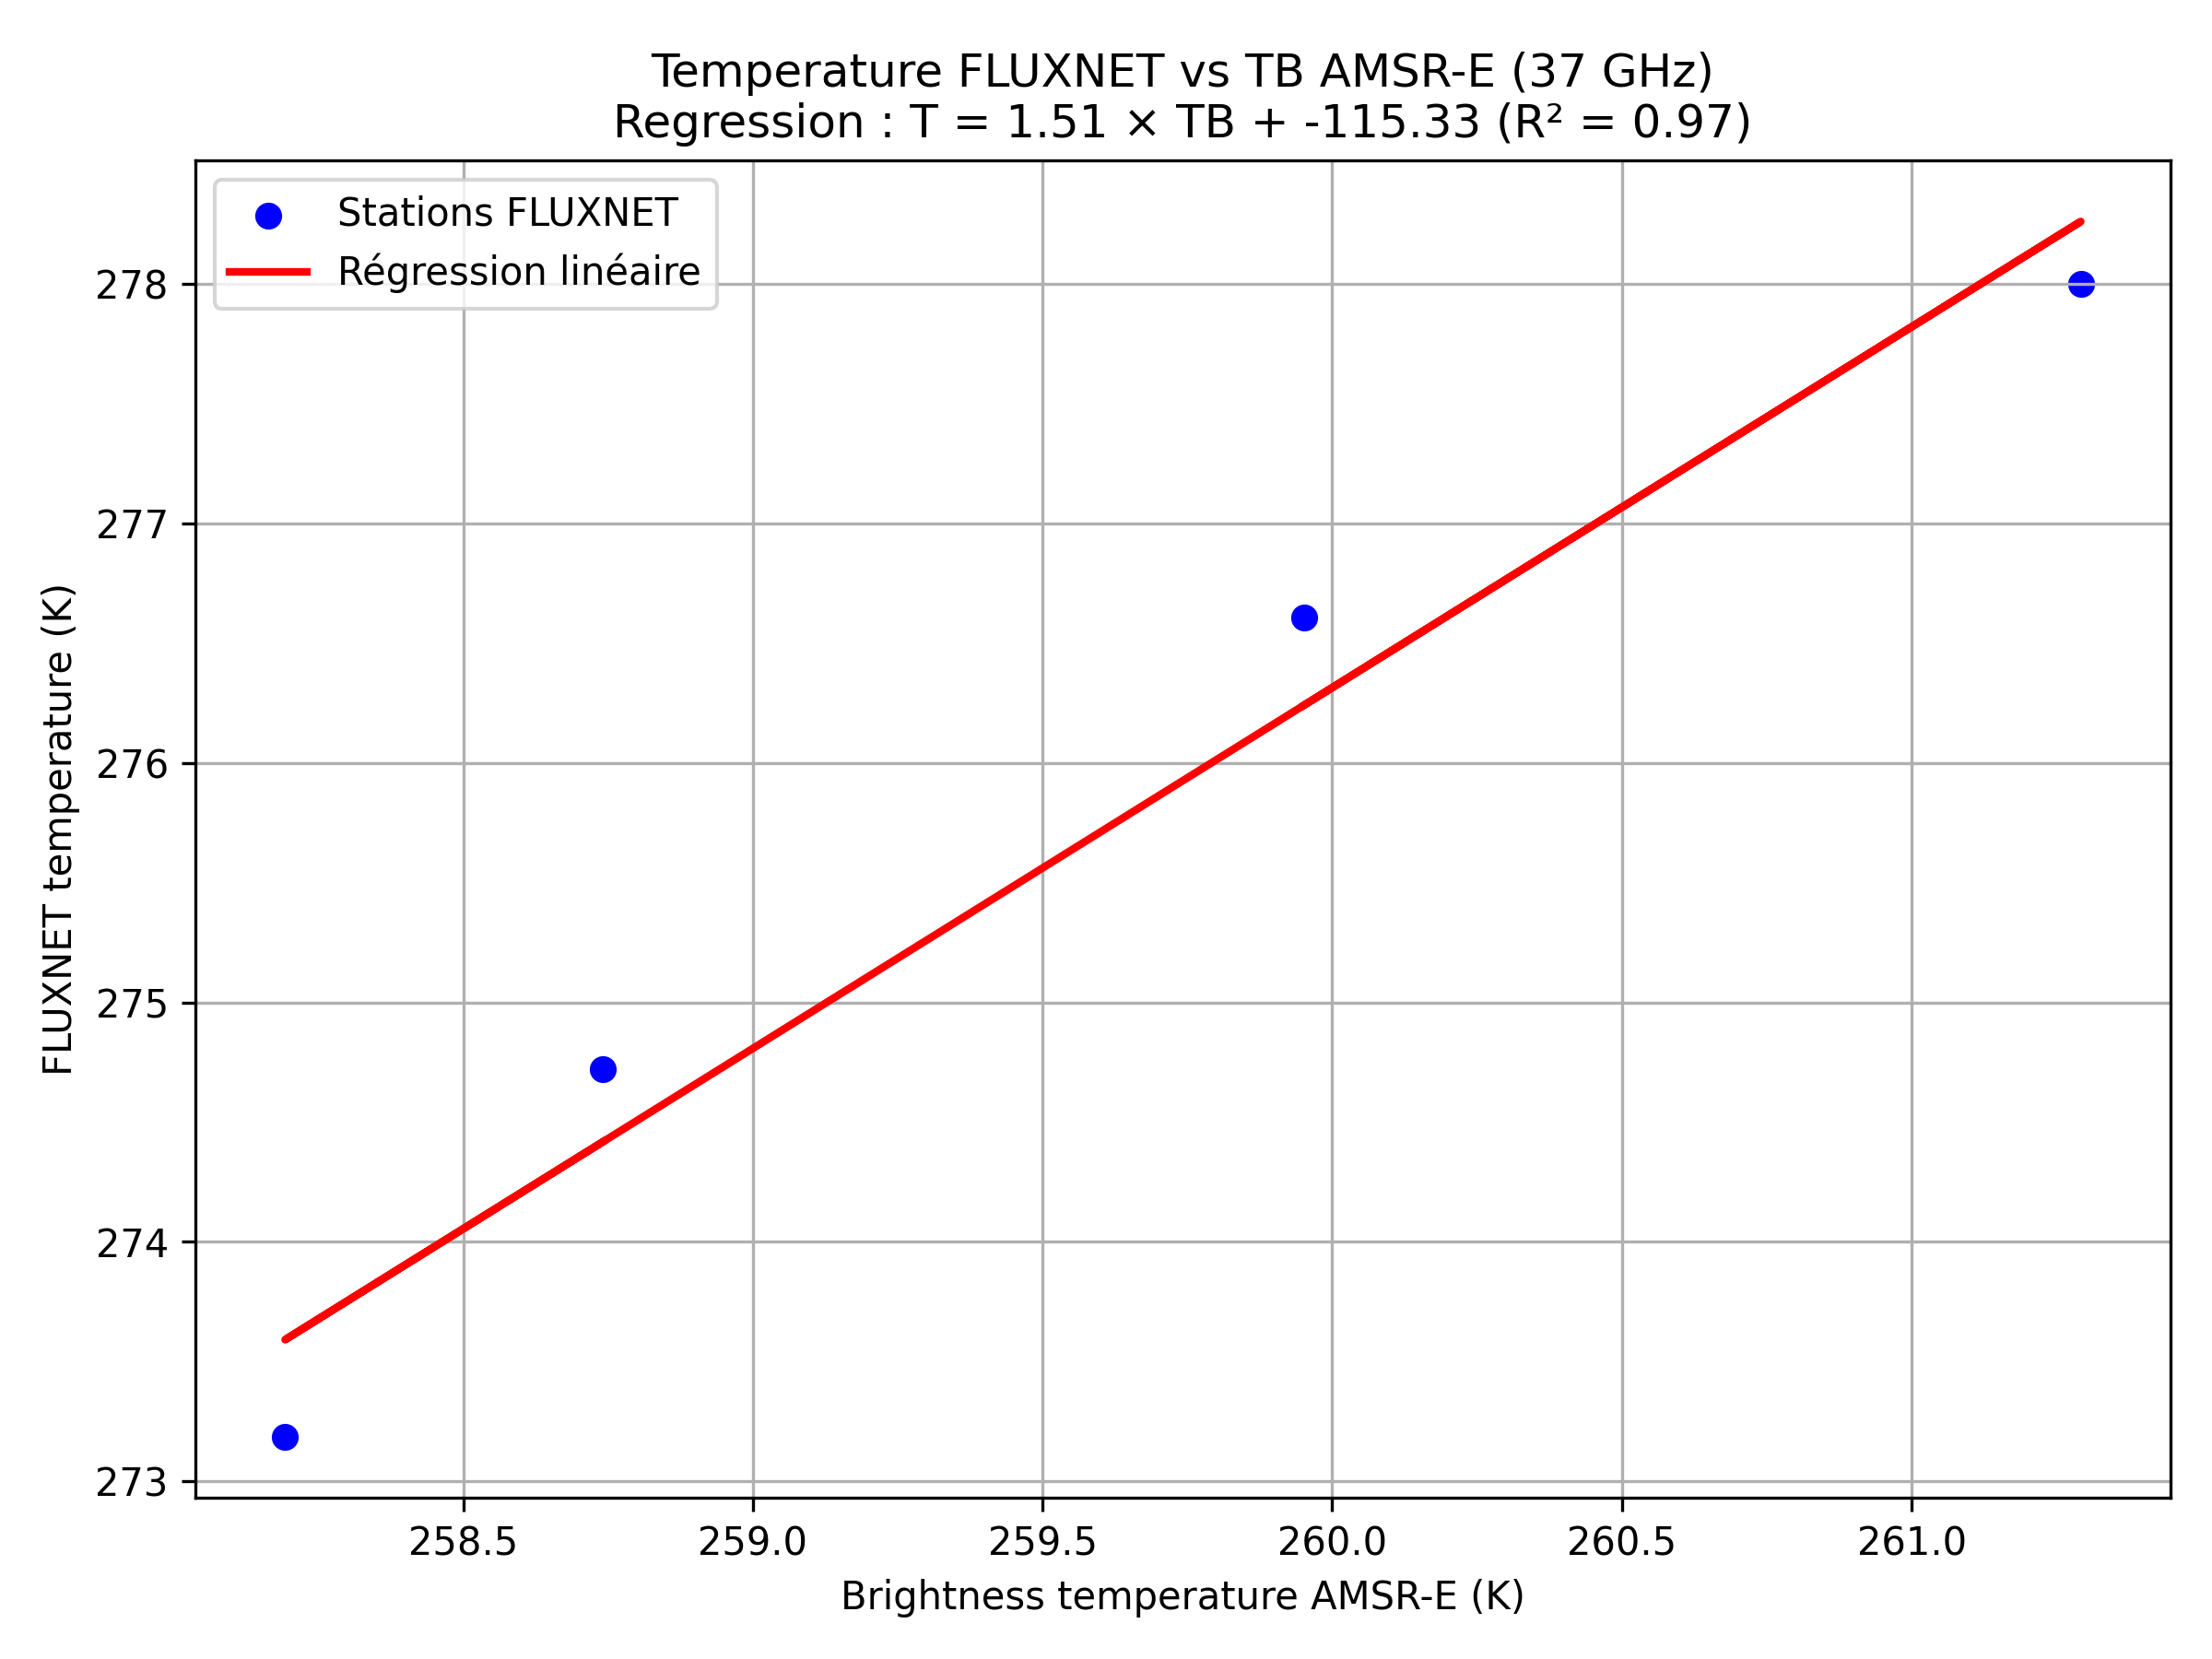 Temperature FLUXNET vs TB AMSR-E (37 GHz)
Regression : T = 1.51 × TB + -115.33 (R² = 0.97)
Stations FLUXNET
Régression linéaire
278
277
276
275
274
273
FLUXNET temperature (K)
258.5 259.0 259.5 260.0 260.5 261.0
Brightness temperature AMSR-E (K)